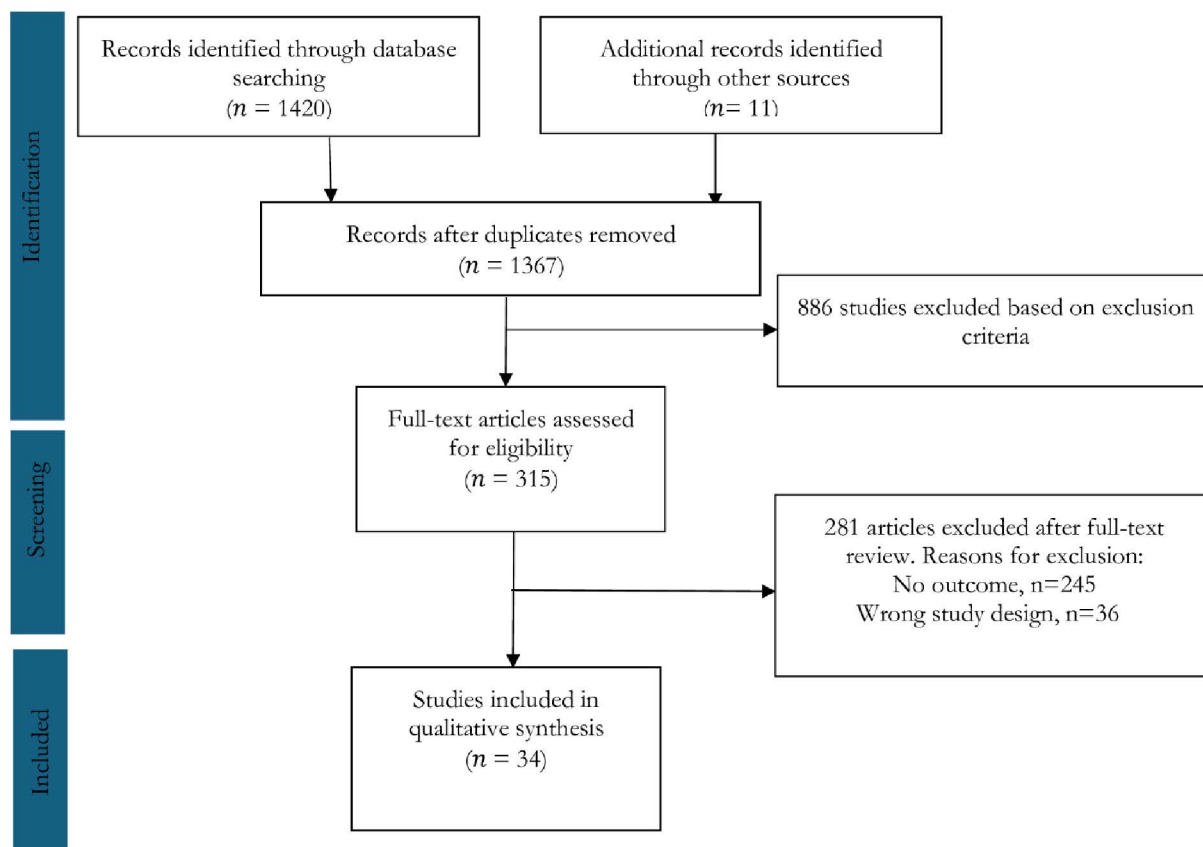 Identification
Records identified through database
searching
(n = 1420)
Additional records identified
through other sources
(n= 11)
Records after duplicates removed
(n = 1367)
886 studies excluded based on exclusion
criteria
Full-text articles assessed
for eligibility
(n = 315)
Screening
281 articles excluded after full-text
review. Reasons for exclusion:
No outcome, n=245
Wrong study design, n=36
Included
Studies included in
qualitative synthesis
(n = 34)